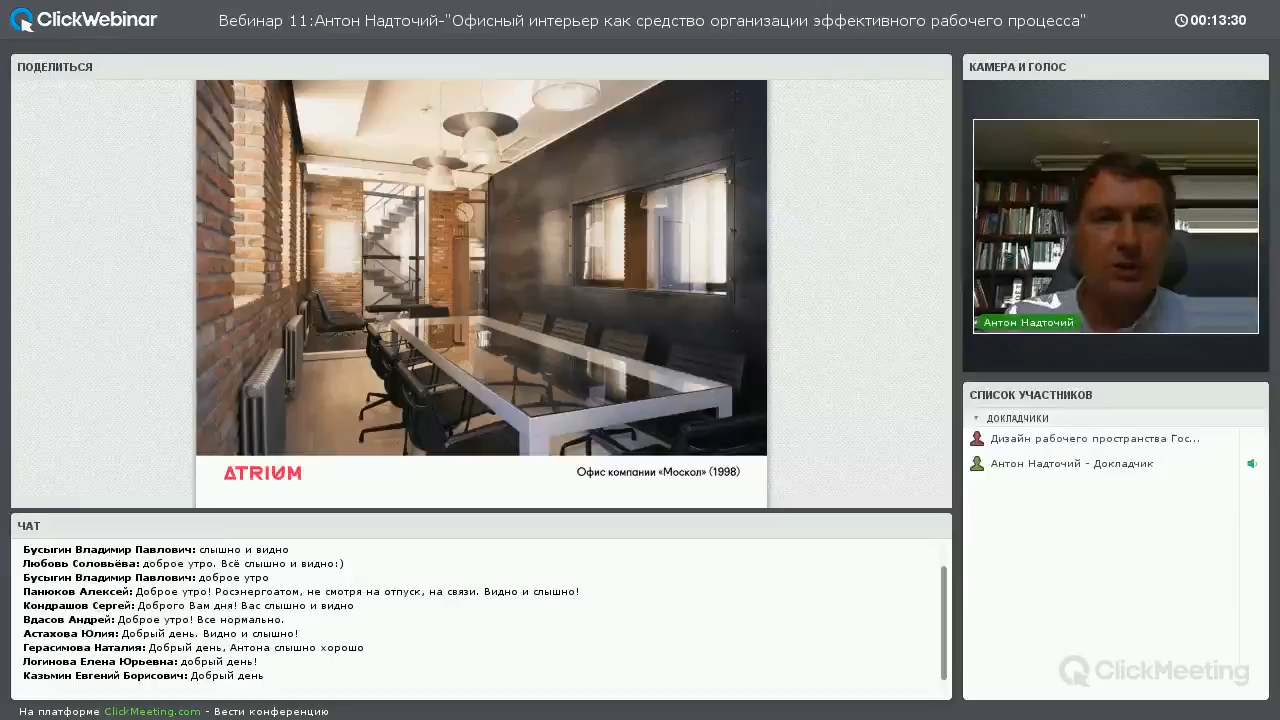 ClickWebinar
Вебинар 11:Антон Надточий-"Офисный интерьер как средство организации эффективного рабочего процесса"
00:13:30
ПОДЕЛИТЬСЯ
ATRIUM
Офис компании «Москол» (1998)
КАМЕРА И ГОЛОС
Антон Надточий
СПИСОК УЧАСТНИКОВ
ДОКЛАДЧИКИ
Дизайн рабочего пространства Гос...
Антон Надточий - Докладчик
ClickMeeting
ЧАТ
Бусыгин Владимир Павлович: слышно и видно
Любовь Соловьёва: доброе утро. Всё слышно и видно:)
Бусыгин Владимир Павлович: доброе утро
Панюков Алексей: Доброе утро! Росэнергоатом, не смотря на отпуск, на связи. Видно и слышно!
Кондрашов Сергей: Доброго Вам дня! Вас слышно и видно
Вдасов Андрей: Доброе утро! Все нормально.
Астахова Юлия: Добрый день. Видно и слышно!
Герасимова Наталия: Добрый день, Антона слышно хорошо
Логинова Елена Юрьевна: добрый день!
Казьмин Евгений Борисович: Добрый день
На платформе ClickMeeting.com - Вести конференцию